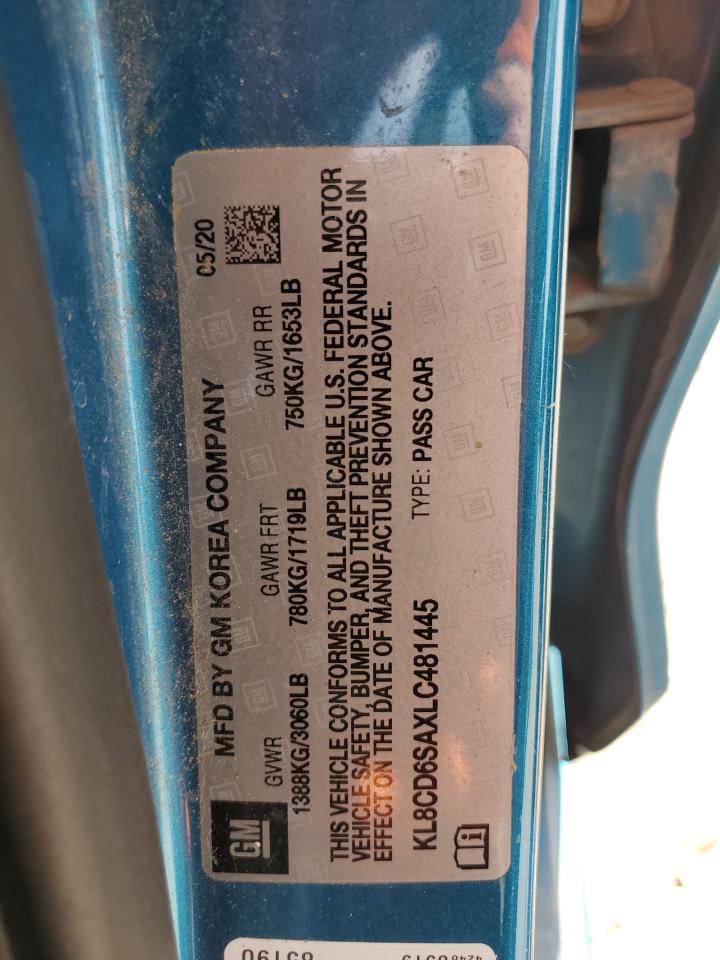 GM
MFD BY GM KOREA COMPANY 05/20
GVWR GAWR FRT GAWR RR
1388KG/3060LB 780KG/1719LB 750KG/1653LB
THIS VEHICLE CONFORMS TO ALL APPLICABLE U.S. FEDERAL MOTOR
VEHICLE SAFETY, BUMPER, AND THEFT PREVENTION STANDARDS IN
EFFECT ON THE DATE OF MANUFACTURE SHOWN ABOVE.
KL8CD6SAXLC481445 TYPE: PASS CAR